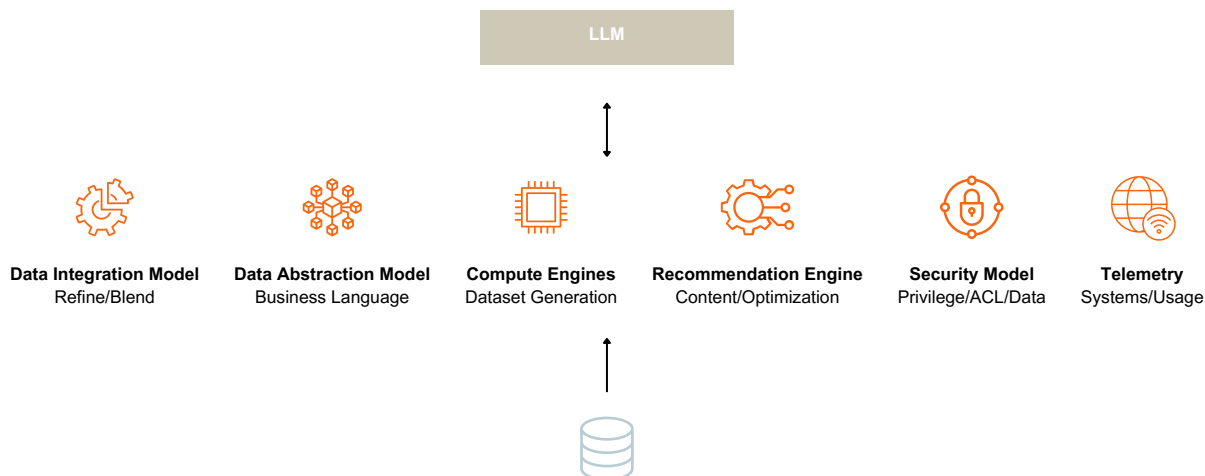 LLM
Data Integration Model
Refine/Blend
Data Abstraction Model
Business Language
Compute Engines
Dataset Generation
Recommendation Engine
Content/Optimization
Security Model
Privilege/ACL/Data
Telemetry
Systems/Usage